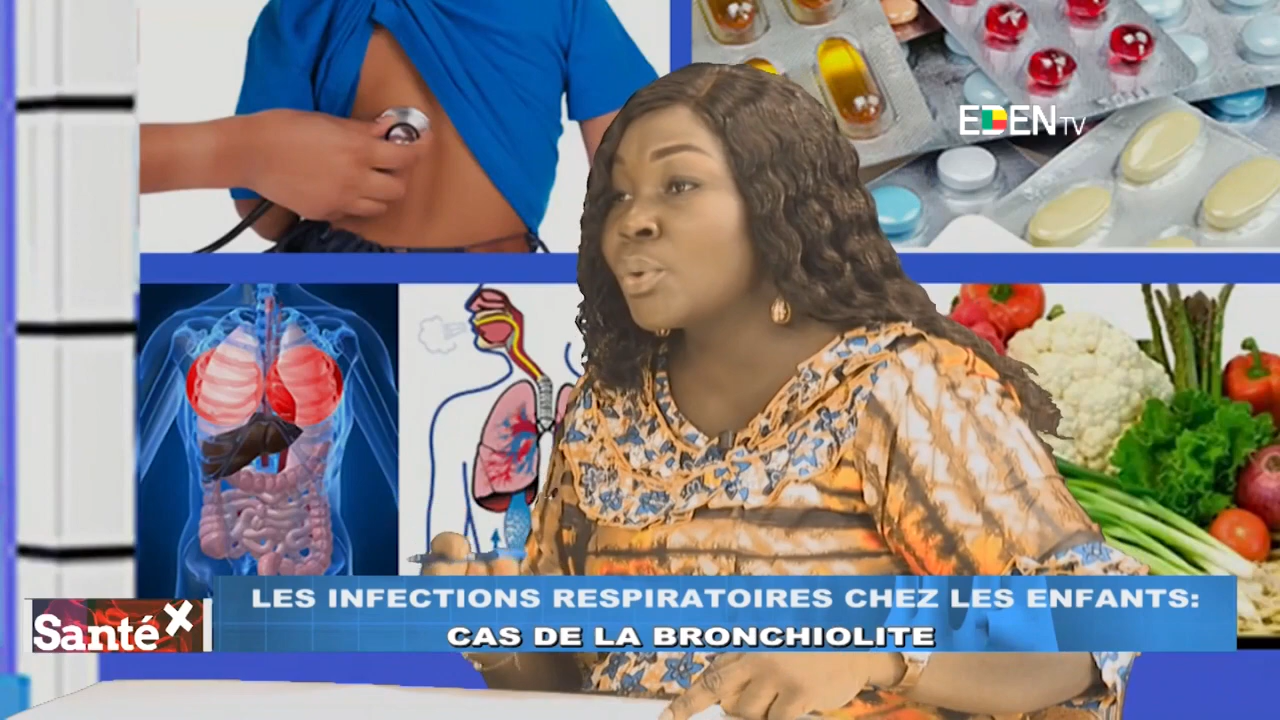 EDEN TV
LES INFECTIONS RESPIRATOIRES CHEZ LES ENFANTS:
CAS DE LA BRONCHIOLITE
Santé